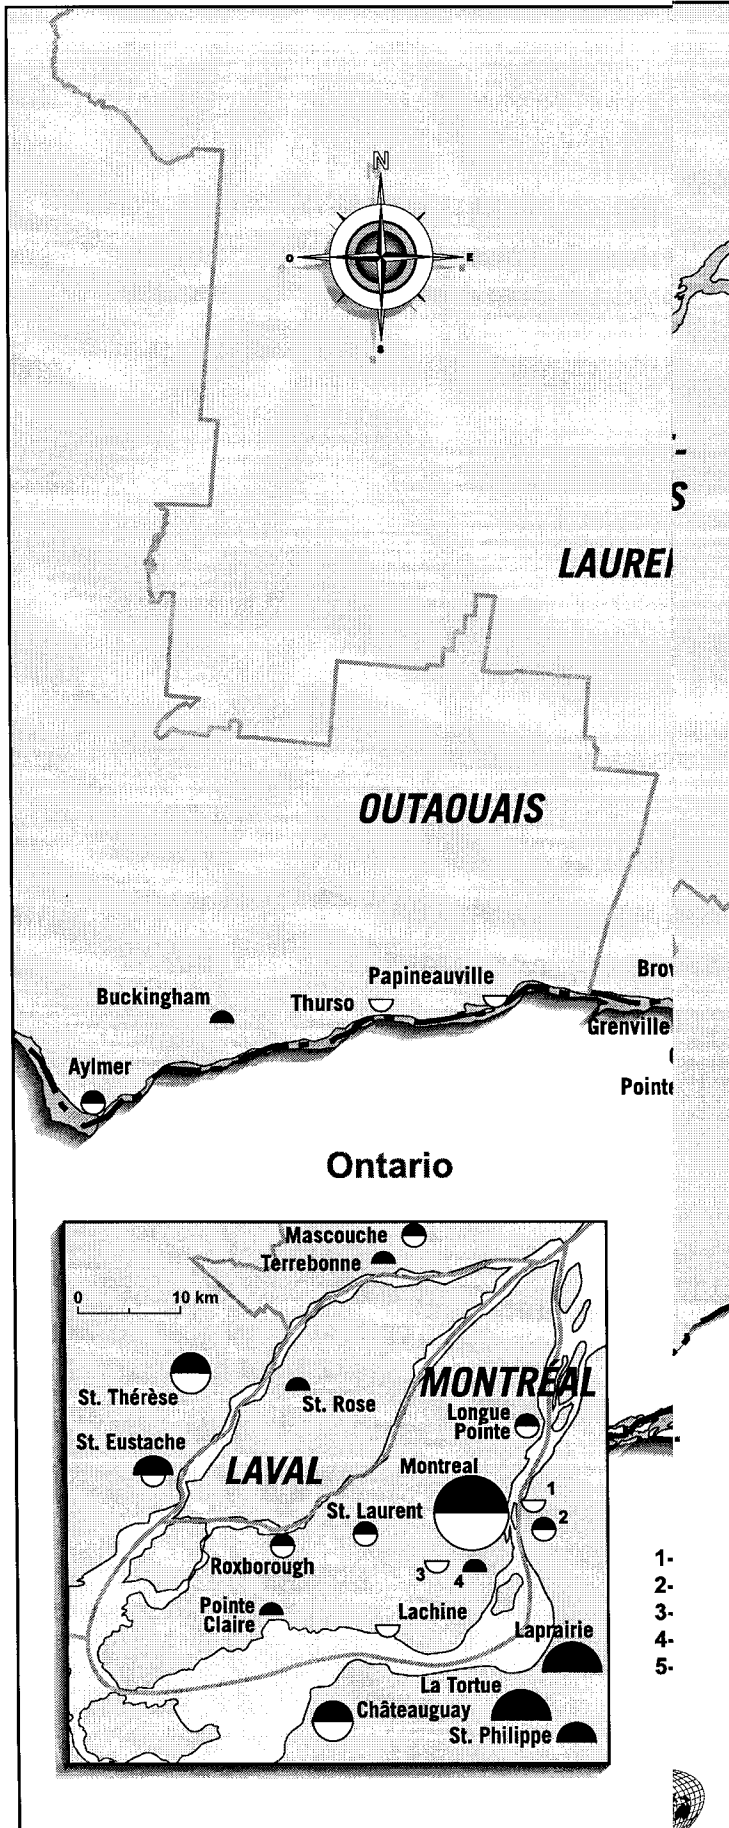 N
O
E
S
LAUREI
OUTAOUAIS
Papineauville
Brov
Buckingham
Thurso
Grenville
Aylmer
Pointe
Ontario
Mascouche
Terrebonne
0 10 km
MONTRÉAL
St. Thérèse
St. Rose
Longue
Pointe
St. Eustache
LAVAL
Montreal
1
St. Laurent
2
Roxborough
3
4
1-
2-
3-
4-
5-
Pointe
Claire
Lachine
Laprairie
La Tortue
Châteauguay
St. Philippe